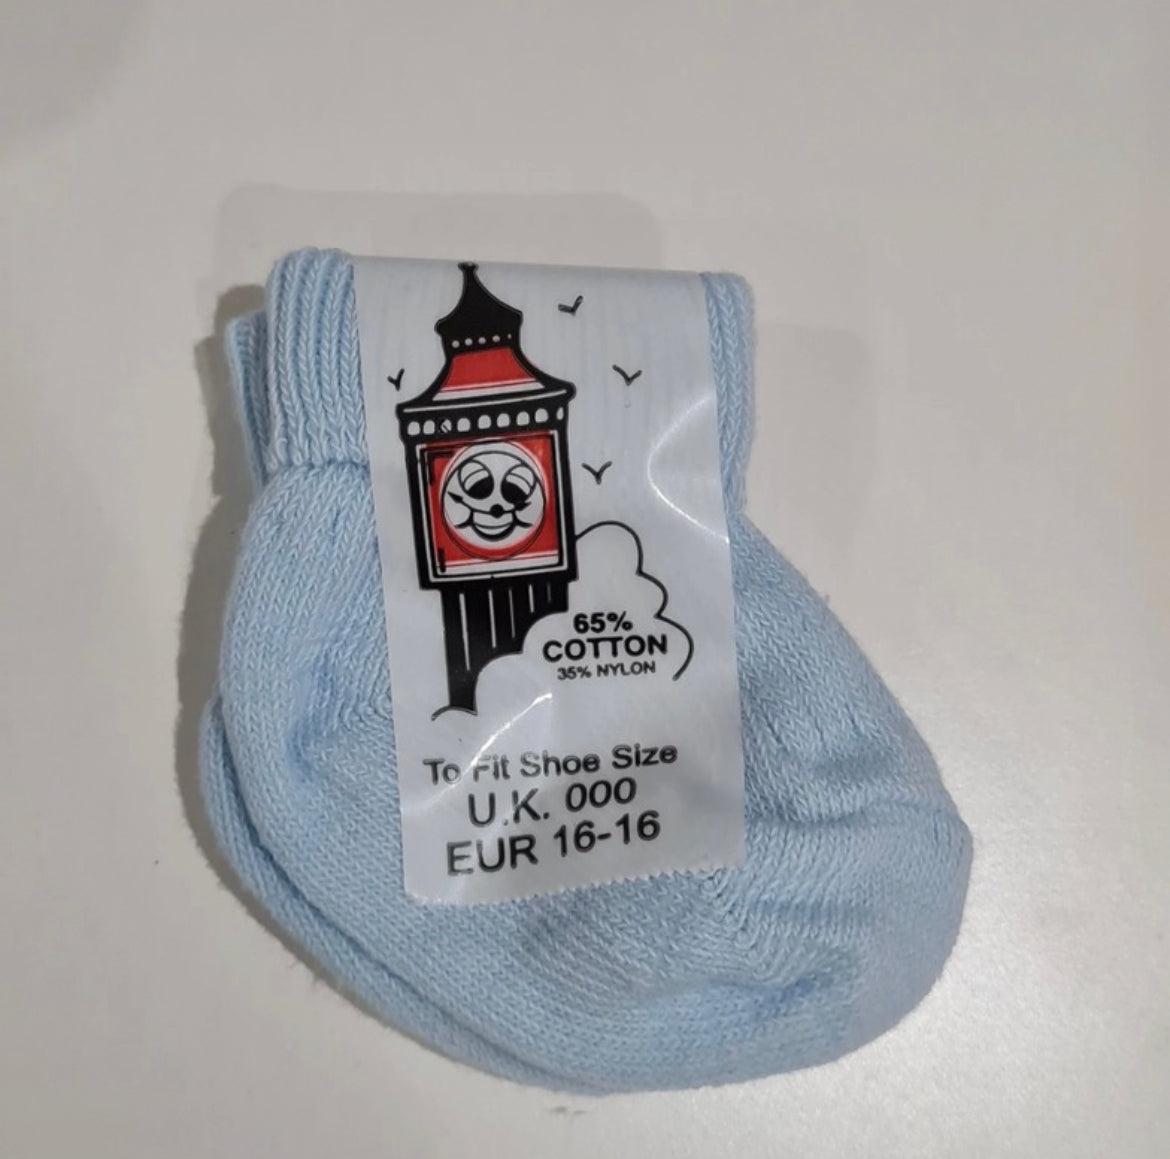 65%
COTTON
35% NYLON
To Fit Shoe Size
U.K. 000
EUR 16-16